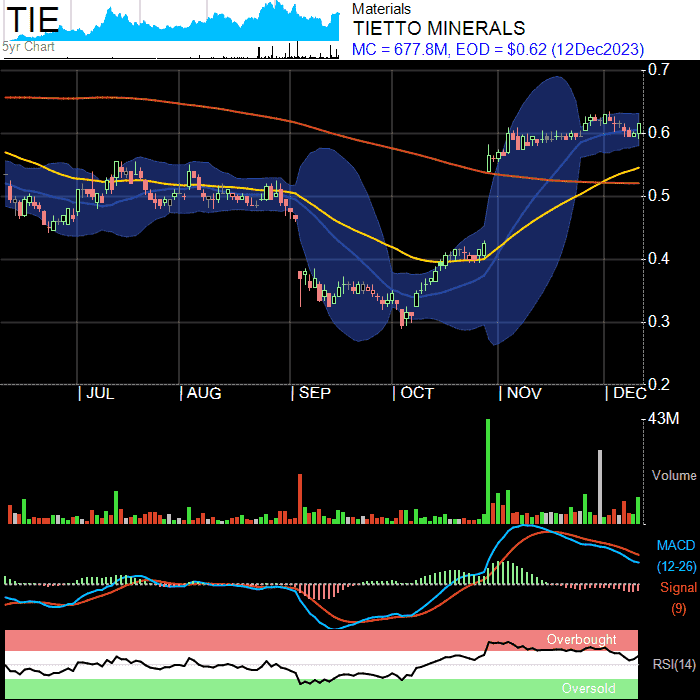 TIE
5yr Chart
Materials
TIETTO MINERALS
MC = 677.8M, EOD = $0.62 (12Dec2023)
0.7
0.6
0.5
0.4
0.3
0.2
| JUL | AUG | SEP | OCT | NOV | DEC
43M
Volume
MACD
(12-26)
Signal
(9)
Overbought
RSI(14)
Oversold